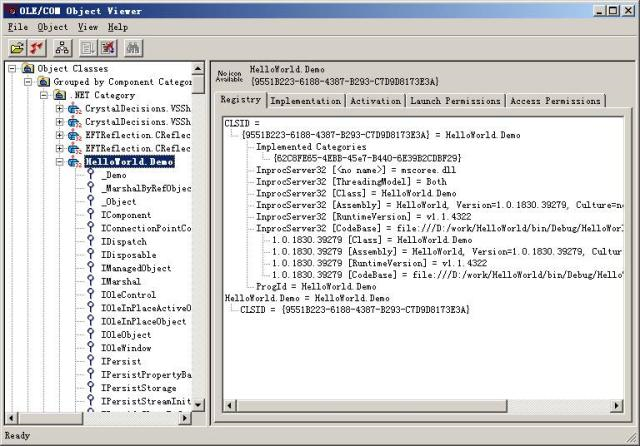 OLE/COM Object Viewer
File Object View Help
Object Classes
Grouped by Component Categor
.NET Category
CrystalDecisions.VSSh
CrystalDecisions.VSSh
EFTReflection.CReflec
EFTReflection.CReflec
HelloWorld.Demo
_Demo
_MarshalByRefObjec
_Object
IComponent
IConnectionPointCo
IDispatch
IDisposable
IManagedObject
IMarshal
IOleControl
IOleInPlaceActiveO
IOleInPlaceObject
IOleObject
IOleWindow
IPersist
IPersistPropertyBa
IPersistStorage
IPersistStreamInit
No icon
Available
HelloWorld.Demo
{9551B223-6188-4387-B293-C7D9D8173E3A}
Registry Implementation Activation Launch Permissions Access Permissions
CLSID =
{9551B223-6188-4387-B293-C7D9D8173E3A} = HelloWorld.Demo
Implemented Categories
{62C8FE65-4EBB-45e7-B440-6E39B2CDBF29}
InprocServer32 [<no name>] = mscoree.dll
InprocServer32 [ThreadingModel] = Both
InprocServer32 [Class] = HelloWorld.Demo
InprocServer32 [Assembly] = HelloWorld, Version=1.0.1830.39279, Culture=ne
InprocServer32 [RuntimeVersion] = v1.1.4322
InprocServer32 [CodeBase] = file:///D:/work/HelloWorld/bin/Debug/HelloWorl
1.0.1830.39279 [Class] = HelloWorld.Demo
1.0.1830.39279 [Assembly] = HelloWorld, Version=1.0.1830.39279, Cultur
1.0.1830.39279 [RuntimeVersion] = v1.1.4322
1.0.1830.39279 [CodeBase] = file:///D:/work/HelloWorld/bin/Debug/Hello
ProgId = HelloWorld.Demo
HelloWorld.Demo = HelloWorld.Demo
CLSID = {9551B223-6188-4387-B293-C7D9D8173E3A}
Ready